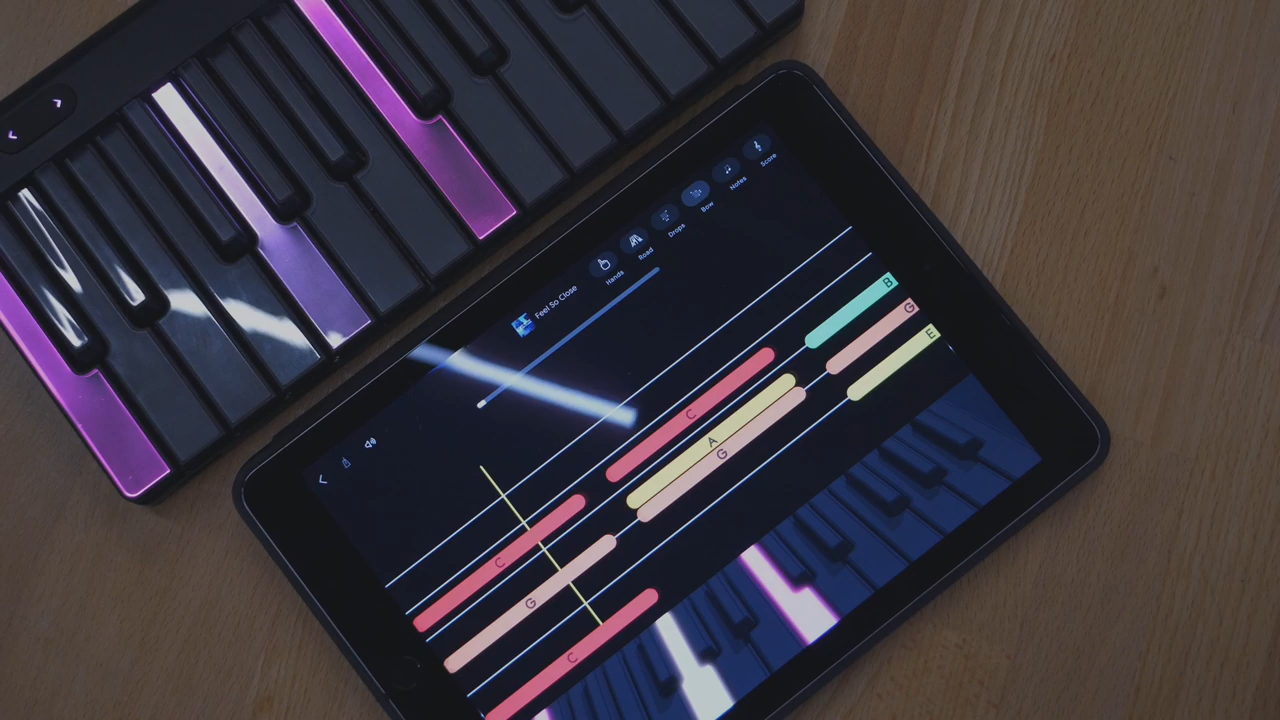 Feel So Close
Hands
Road
Drops
Bow
Notes
Score
B
G
E
C
A
G
C
G
C